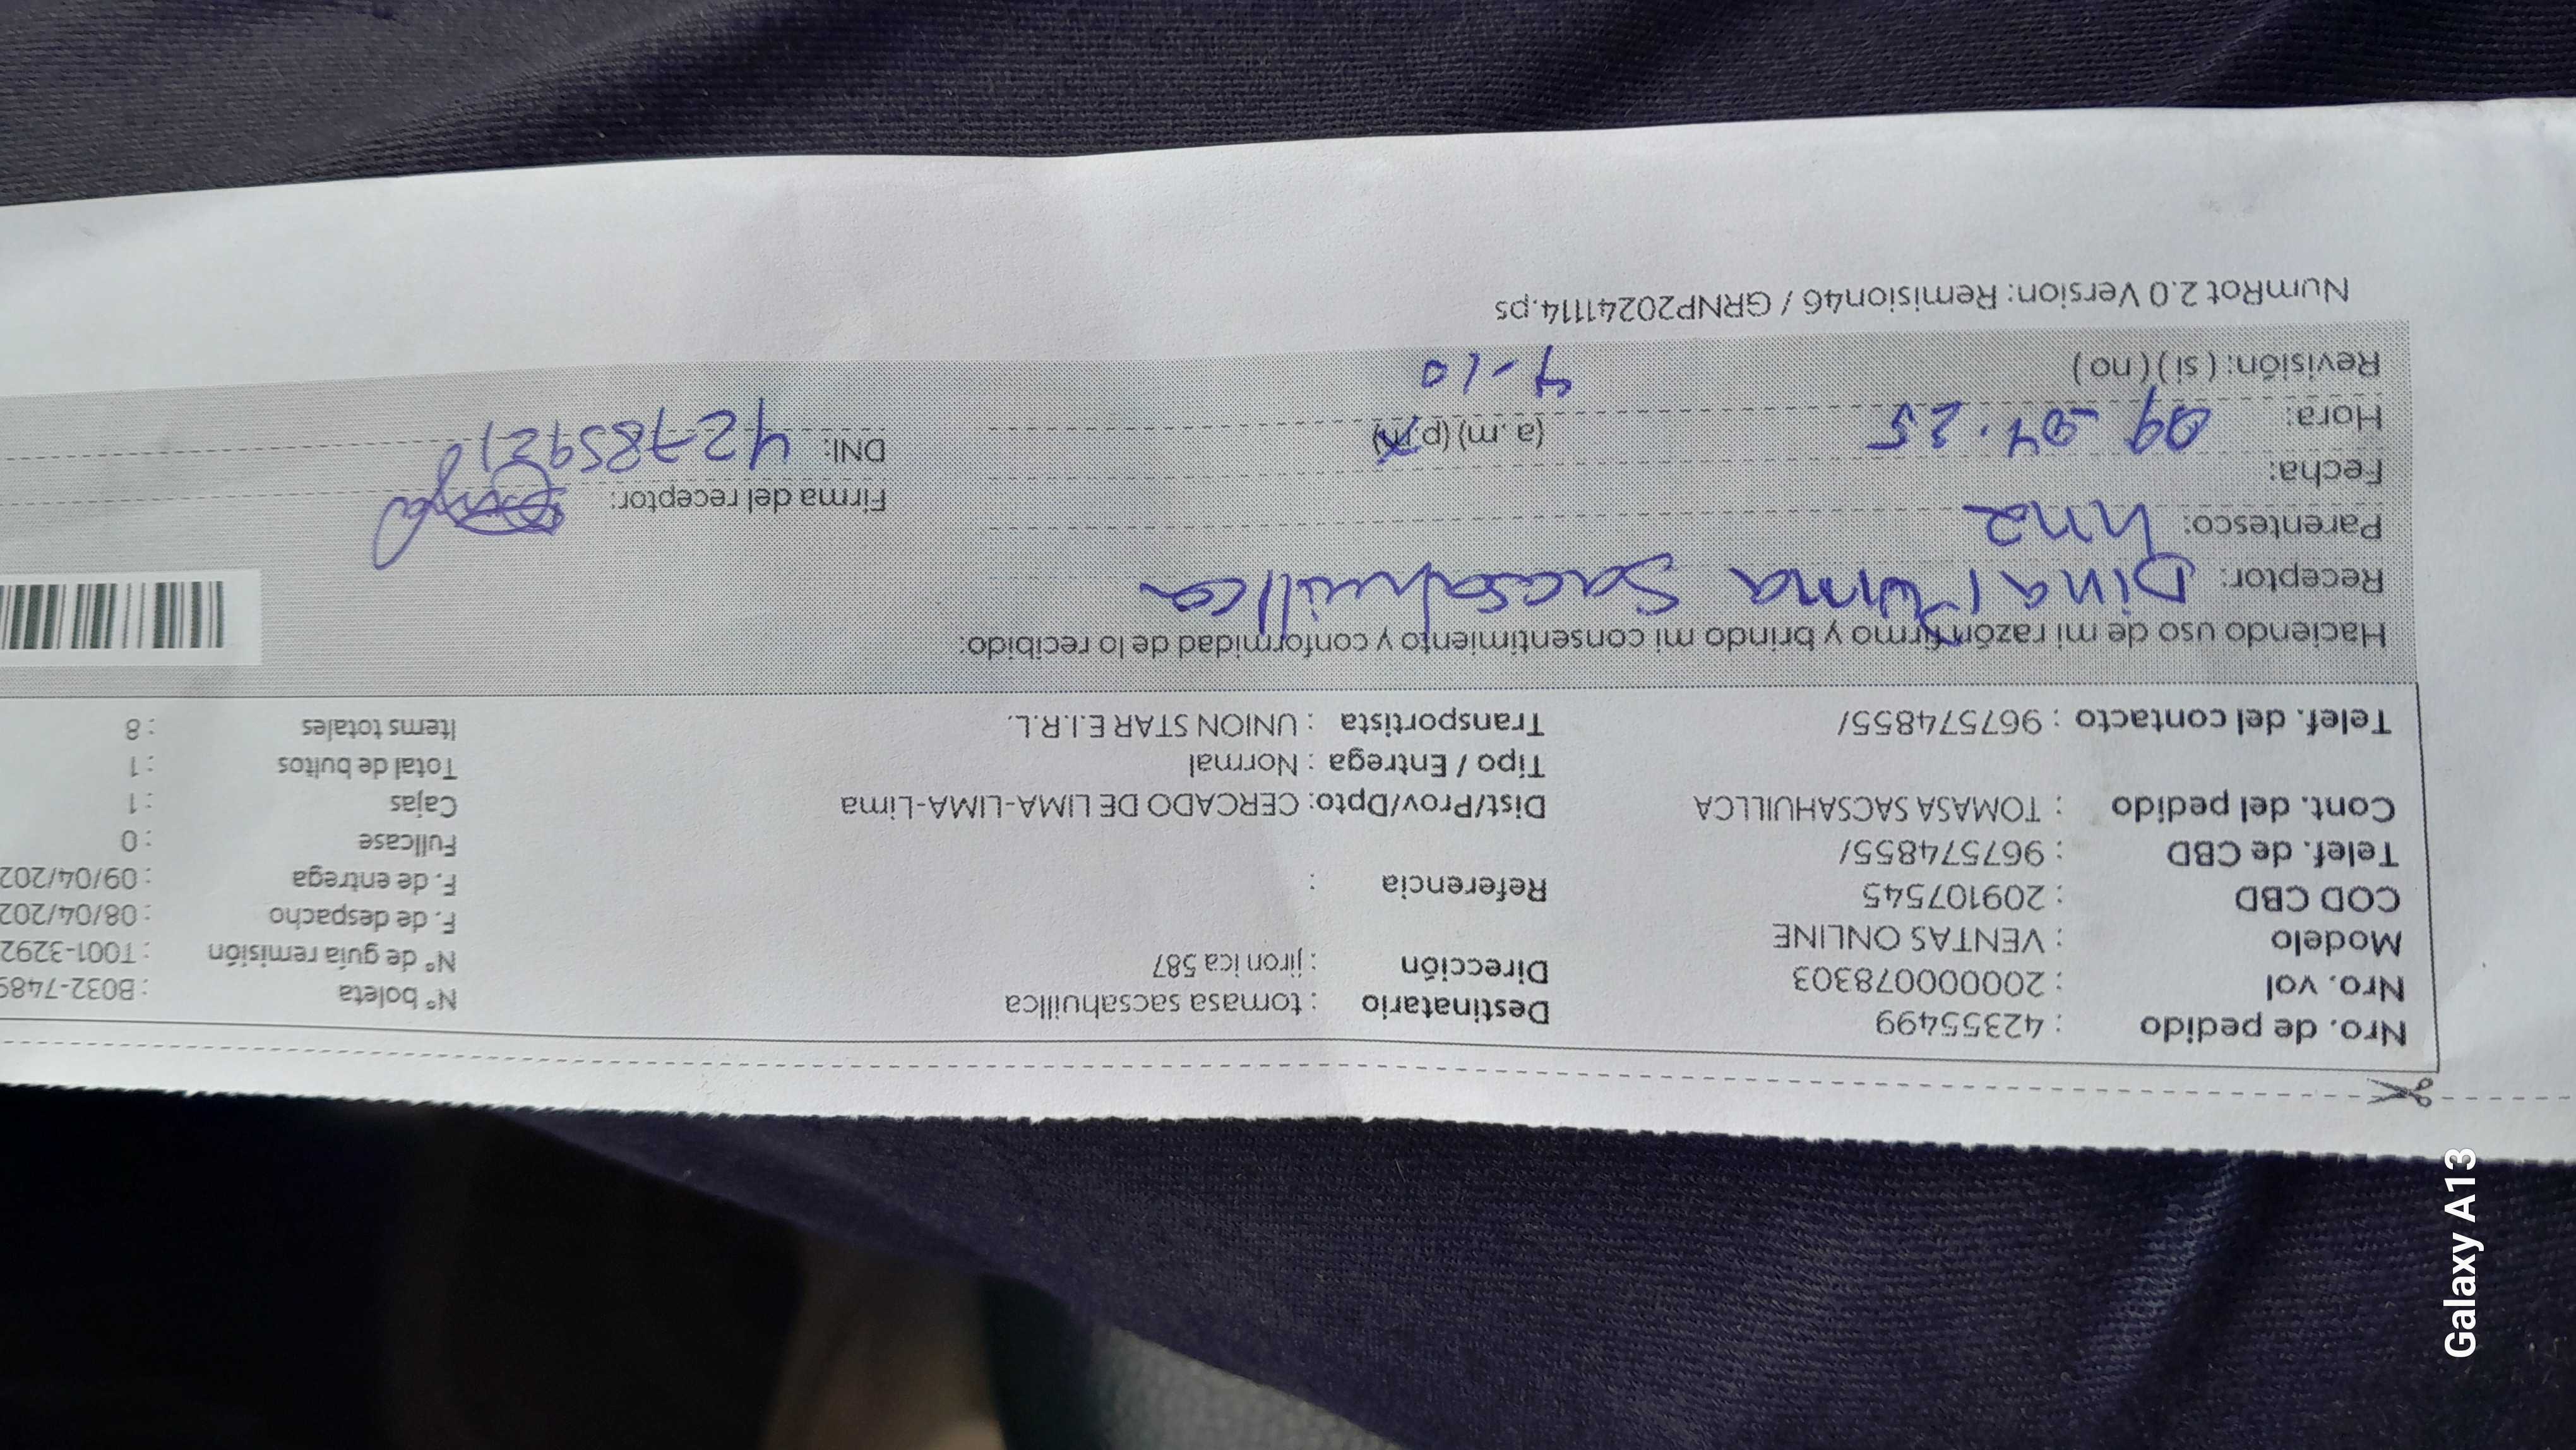 Nro. de pedido : 42355499
Nro. vol : 20000078303
Modelo : VENTAS ONLINE
COD CBD : 209107545
Telef. de CBD : 967574855/
Cont. del pedido : TOMASA SACSAHUILLCA
Telef. del contacto : 967574855/
Destinatario : tomasa sacsahuillca
Dirección : jiron ica 587
Referencia :
Dist/Prov/Dpto: CERCADO DE LIMA-LIMA-Lima
Tipo / Entrega : Normal
Transportista : UNION STAR E.I.R.L.
N° boleta : B032-7489
N° de guía remisión : T001-3292
F. de despacho : 08/04/202
F. de entrega : 09/04/202
Fullcase : 0
Cajas : 1
Total de bultos : 1
Items totales : 8
Haciendo uso de mi razón firmo y brindo mi consentimiento y conformidad de lo recibido:
Receptor: Dina Puma Sacsahuillca
Parentesco: hna
Fecha:
Hora: 09-04.25 (a.m) (p.m)
Revisión: ( si ) ( no ) 4-10
Firma del receptor:
DNI: 42785921
NumRot 2.0 Version: Remision46 / GRNP20241114.ps
Galaxy A13